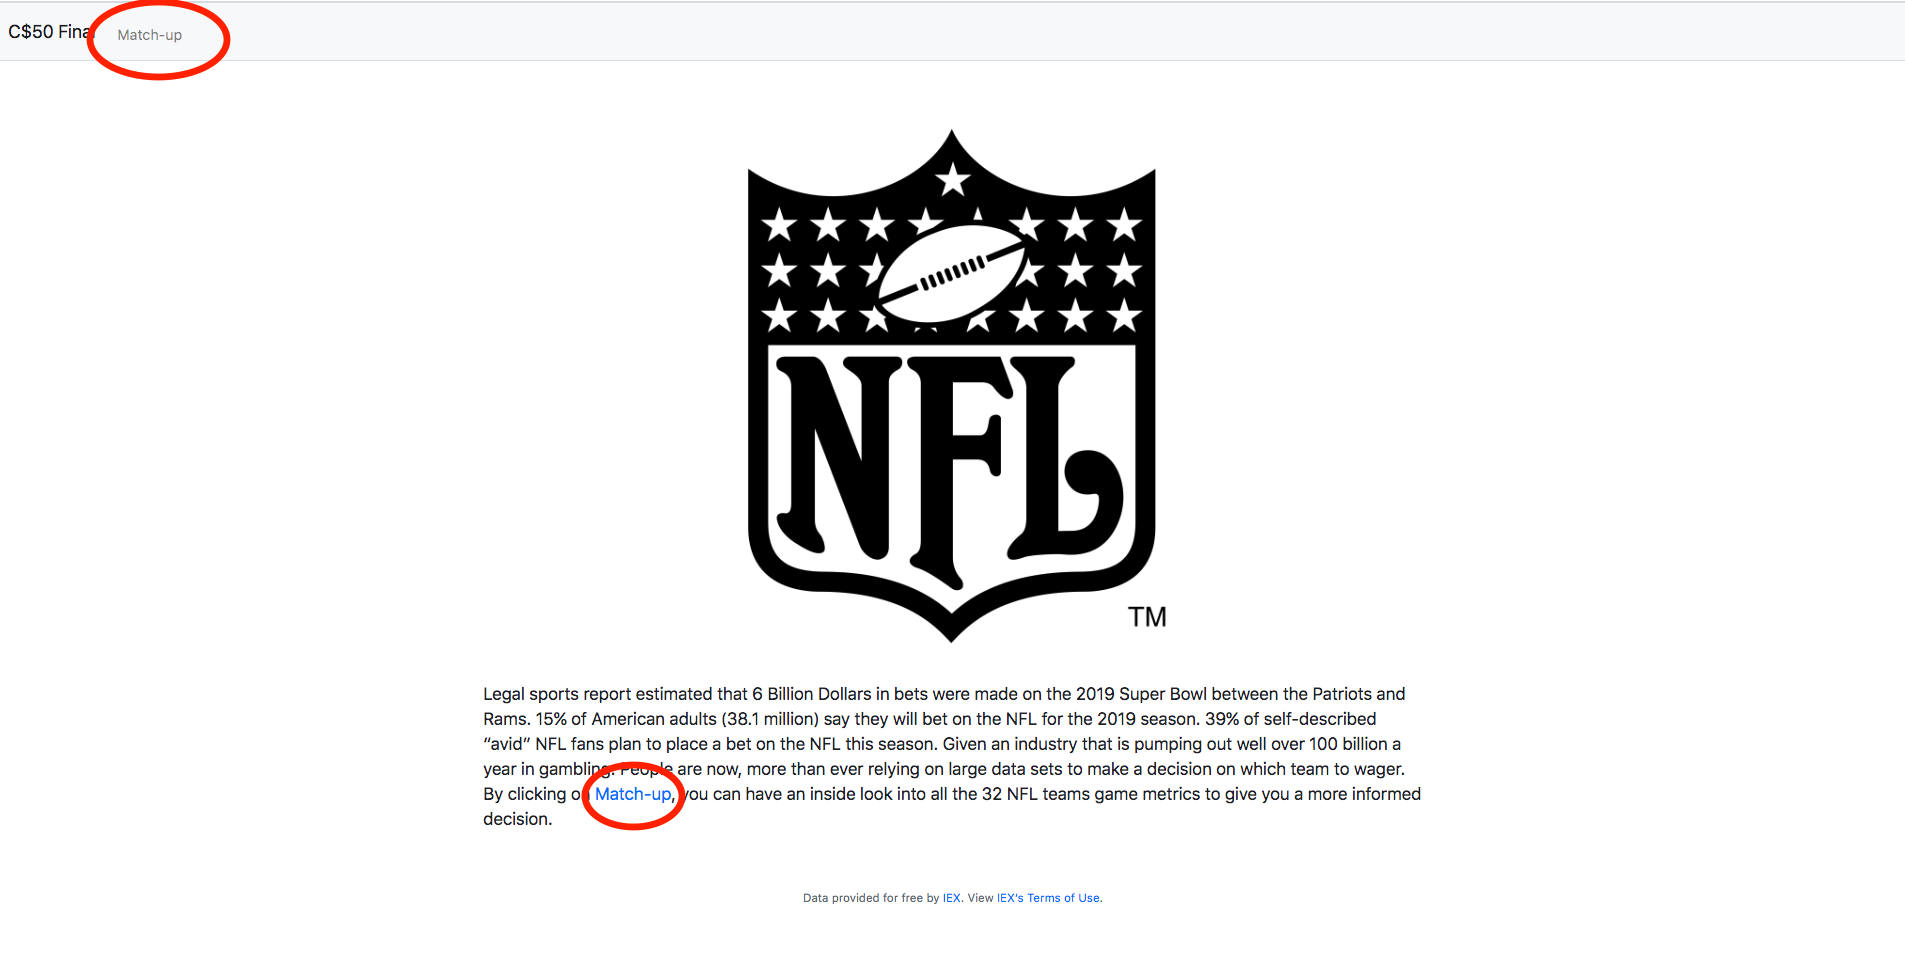 C$50 Final
Match-up
NFL
TM
Legal sports report estimated that 6 Billion Dollars in bets were made on the 2019 Super Bowl between the Patriots and
Rams. 15% of American adults (38.1 million) say they will bet on the NFL for the 2019 season. 39% of self-described
“avid” NFL fans plan to place a bet on the NFL this season. Given an industry that is pumping out well over 100 billion a
year in gambling. People are now, more than ever relying on large data sets to make a decision on which team to wager.
By clicking on Match-up, you can have an inside look into all the 32 NFL teams game metrics to give you a more informed
decision.
Data provided for free by IEX. View IEX's Terms of Use.